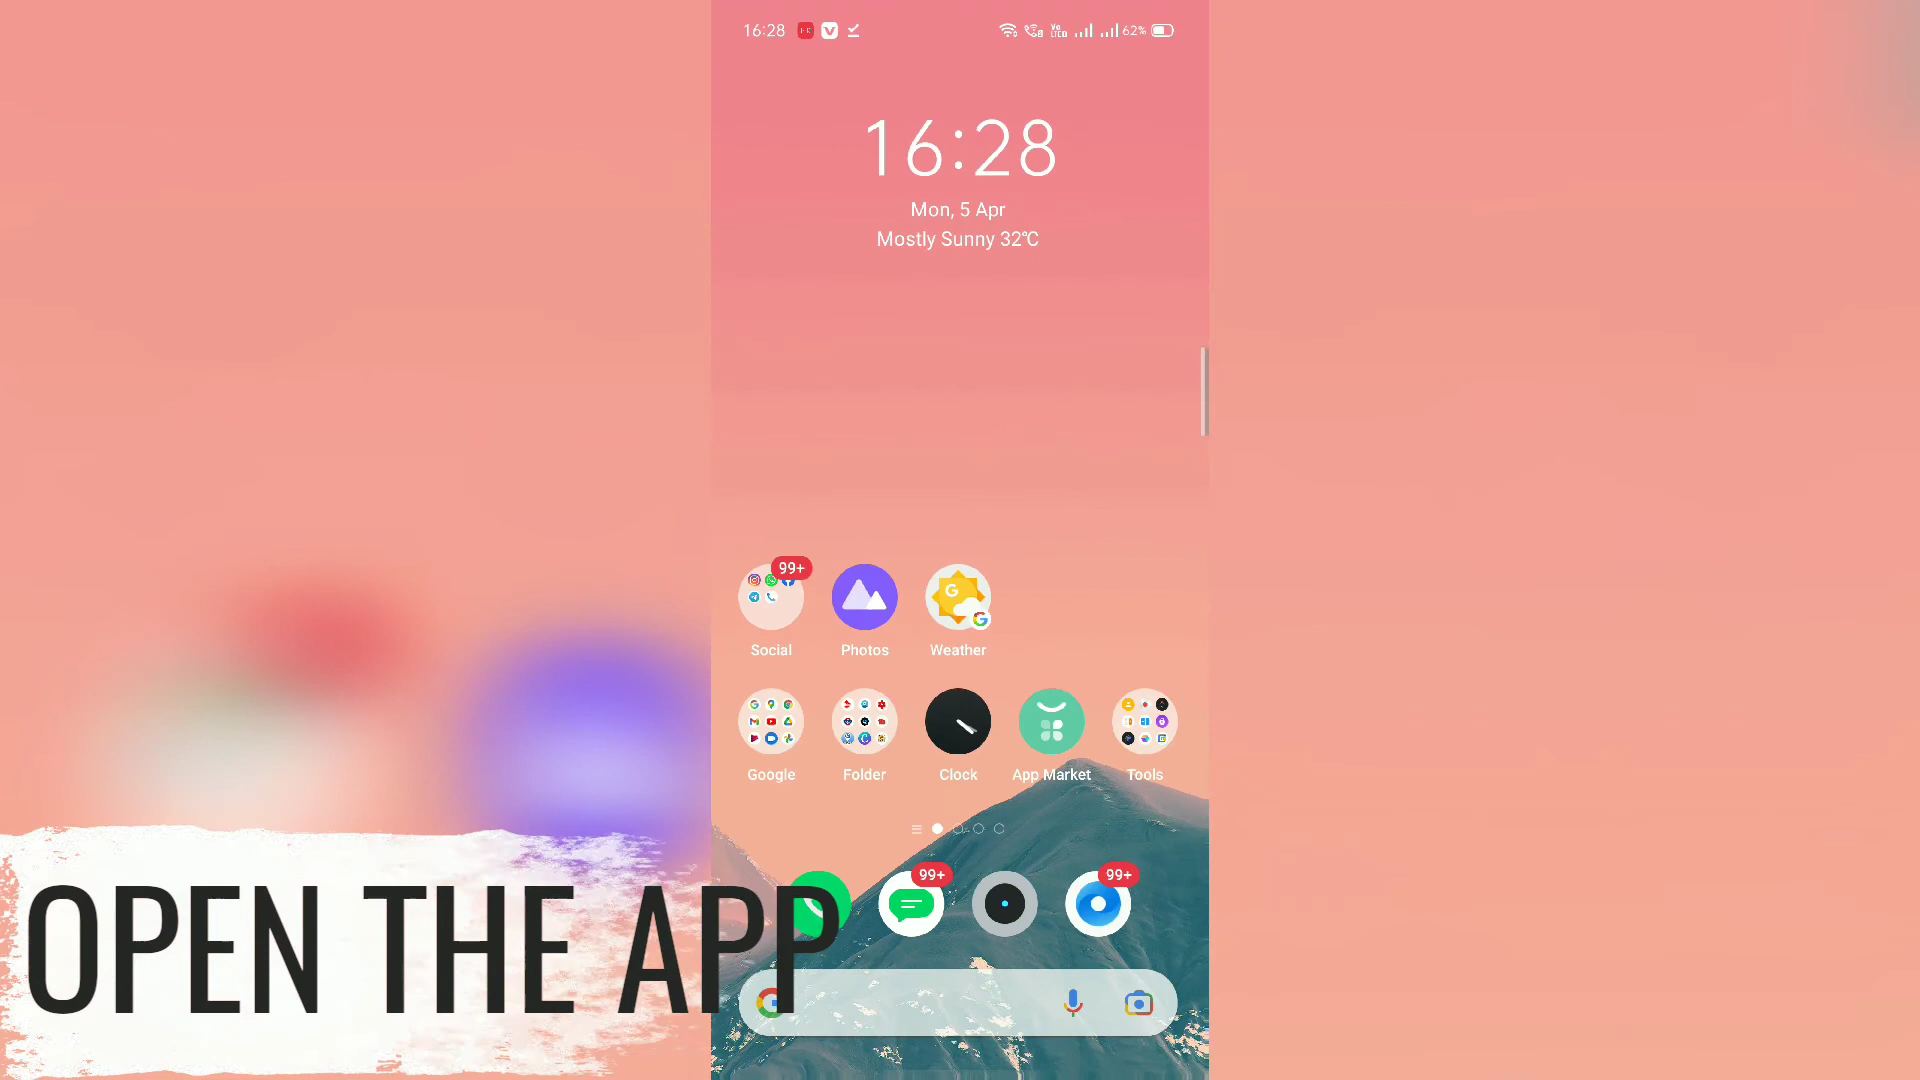 16:28
62%
16:28
Mon, 5 Apr
Mostly Sunny 32°C
99+
Social
Photos
Weather
Google
Folder
Clock
App Market
Tools
99+
99+
OPEN THE APP